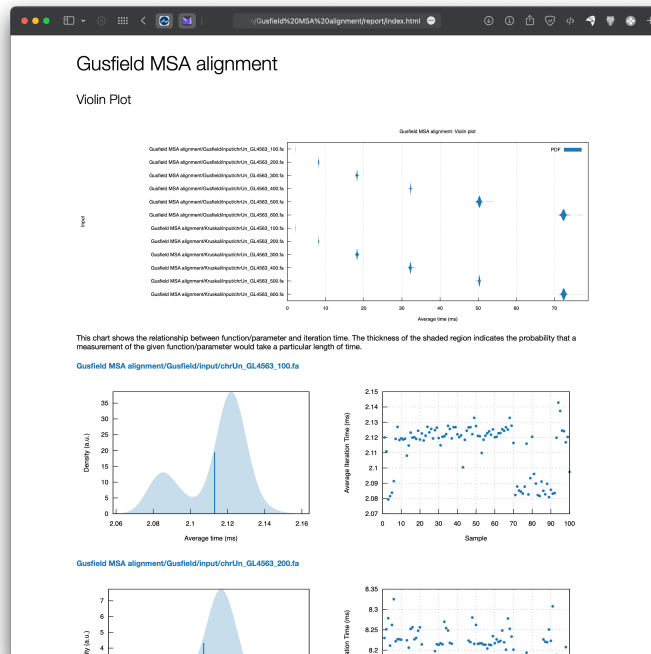 /Gusfield%20MSA%20alignment/report/index.html
Gusfield MSA alignment
Violin Plot
Gusfield MSA alignment: Violin plot
Gusfield MSA alignment/Gusfield/input/chrUn_GL4563_100.fa
Gusfield MSA alignment/Gusfield/input/chrUn_GL4563_200.fa
Gusfield MSA alignment/Gusfield/input/chrUn_GL4563_300.fa
Gusfield MSA alignment/Gusfield/input/chrUn_GL4563_400.fa
Gusfield MSA alignment/Gusfield/input/chrUn_GL4563_500.fa
Gusfield MSA alignment/Gusfield/input/chrUn_GL4563_600.fa
Gusfield MSA alignment/Kruskal/input/chrUn_GL4563_100.fa
Gusfield MSA alignment/Kruskal/input/chrUn_GL4563_200.fa
Gusfield MSA alignment/Kruskal/input/chrUn_GL4563_300.fa
Gusfield MSA alignment/Kruskal/input/chrUn_GL4563_400.fa
Gusfield MSA alignment/Kruskal/input/chrUn_GL4563_500.fa
Gusfield MSA alignment/Kruskal/input/chrUn_GL4563_600.fa
PDF
Input
0 10 20 30 40 50 60 70
Average time (ms)
This chart shows the relationship between function/parameter and iteration time. The thickness of the shaded region indicates the probability that a
measurement of the given function/parameter would take a particular length of time.
Gusfield MSA alignment/Gusfield/input/chrUn_GL4563_100.fa
Density (a.u.)
35
30
25
20
15
10
5
0
2.06 2.08 2.1 2.12 2.14 2.16
Average time (ms)
Average Iteration Time (ms)
2.15
2.14
2.13
2.12
2.11
2.1
2.09
2.08
2.07
0 10 20 30 40 50 60 70 80 90 100
Sample
Gusfield MSA alignment/Gusfield/input/chrUn_GL4563_200.fa
7
6
5
4
(a.u.)
8.35
8.3
8.25
8.2
Time (ms)